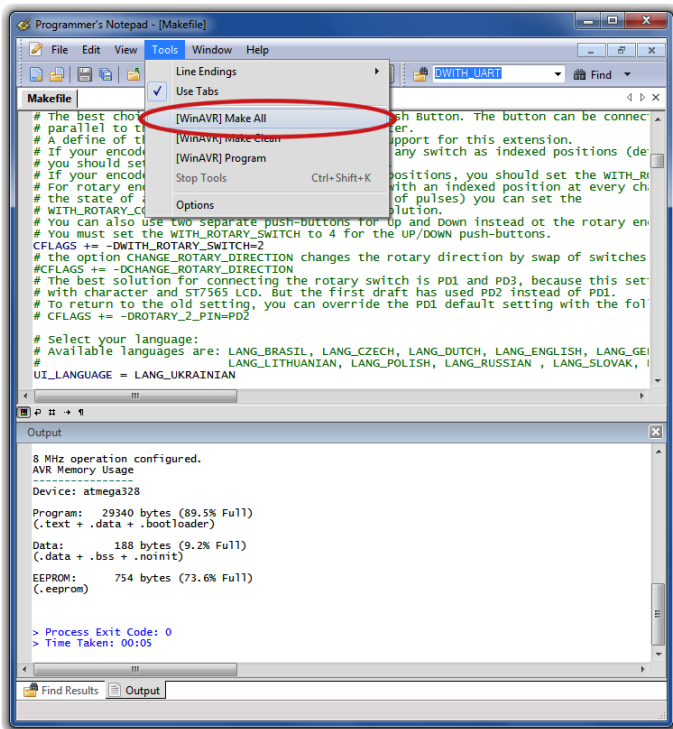 Programmer's Notepad - [Makefile]
File Edit View Tools Window Help
DWITH_UART Find
Line Endings
Use Tabs
[WinAVR] Make All
[WinAVR] Make Clean
[WinAVR] Program
Stop Tools Ctrl+Shift+K
Options
Makefile
# The best choi sh Button. The button can be connec
# parallel to th er.
# A define of th upport for this extension.
# If your encode any switch as indexed positions (de
# you should set
# If your encode ositions, you should set the WITH_R
# For rotary en with an indexed position at every ch
# the state of a of pulses) you can set the
# WITH_ROTARY_C olution.
# You can also use two separate push-buttons for Up and Down instead ot the rotary en
# You must set the WITH_ROTARY_SWITCH to 4 for the UP/DOWN push-buttons.
CFLAGS += -DWITH_ROTARY_SWITCH=2
# the option CHANGE_ROTARY_DIRECTION changes the rotary direction by swap of switches
#CFLAGS += -DCHANGE_ROTARY_DIRECTION
# The best solution for connecting the rotary switch is PD1 and PD3, because this set
# with character and ST7565 LCD. But the first draft has used PD2 instead of PD1.
# To return to the old setting, you can override the PD1 default setting with the fol
# CFLAGS += -DROTARY_2_PIN=PD2
# Select your language:
# Available languages are: LANG_BRASIL, LANG_CZECH, LANG_DUTCH, LANG_ENGLISH, LANG_GE
# LANG_LITHUANIAN, LANG_POLISH, LANG_RUSSIAN , LANG_SLOVAK,
UI_LANGUAGE = LANG_UKRAINIAN
Output
8 MHz operation configured.
AVR Memory Usage
----------------
Device: atmega328
Program: 29340 bytes (89.5% Full)
(.text + .data + .bootloader)
Data: 188 bytes (9.2% Full)
(.data + .bss + .noinit)
EEPROM: 754 bytes (73.6% Full)
(.eeprom)
> Process Exit Code: 0
> Time Taken: 00:05
Find Results Output